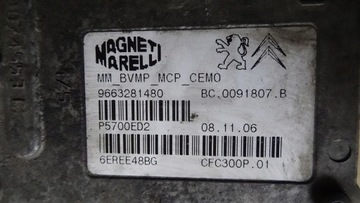 MAGNETI
MARELLI
MM_BVMP_MCP_CEMO
9663281480 BC.0091807.B
P5700ED2 08.11.06
6EREE48BG CFC300P.01